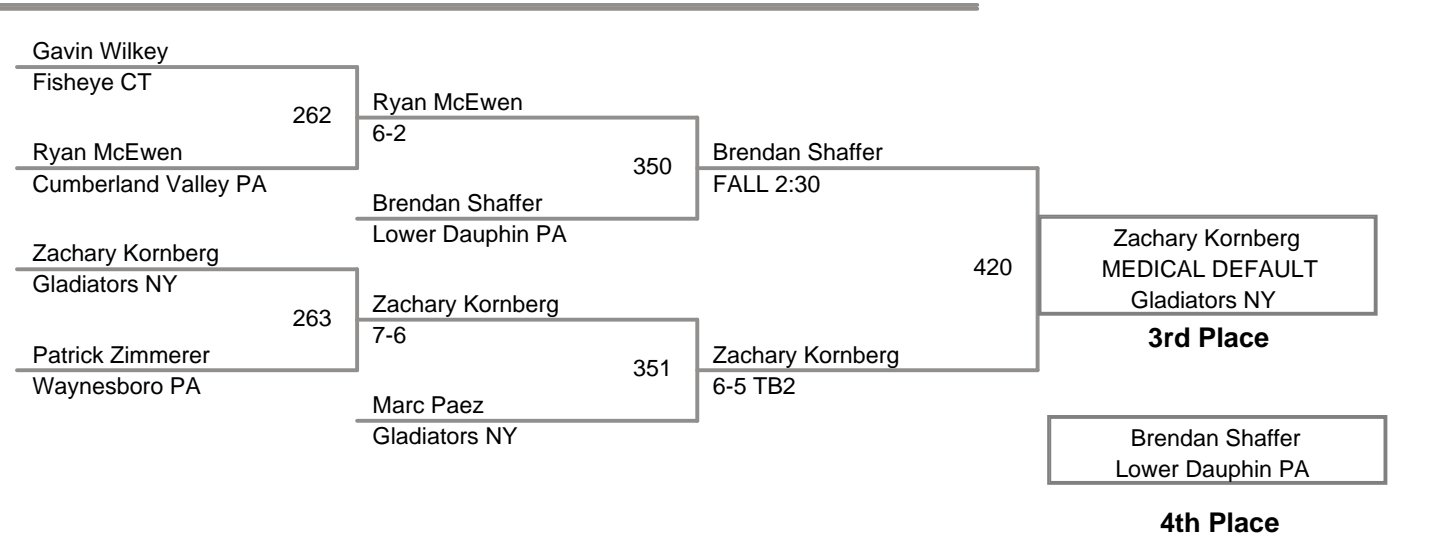 Gavin Wilkey
Fisheye CT
262
Ryan McEwen
6-2
Ryan McEwen
Cumberland Valley PA
350
Brendan Shaffer
FALL 2:30
Brendan Shaffer
Lower Dauphin PA
Zachary Kornberg
Gladiators NY
420
Zachary Kornberg
MEDICAL DEFAULT
Gladiators NY
3rd Place
263
Zachary Kornberg
7-6
Patrick Zimmerer
Waynesboro PA
351
Zachary Kornberg
6-5 TB2
Marc Paez
Gladiators NY
Brendan Shaffer
Lower Dauphin PA
4th Place